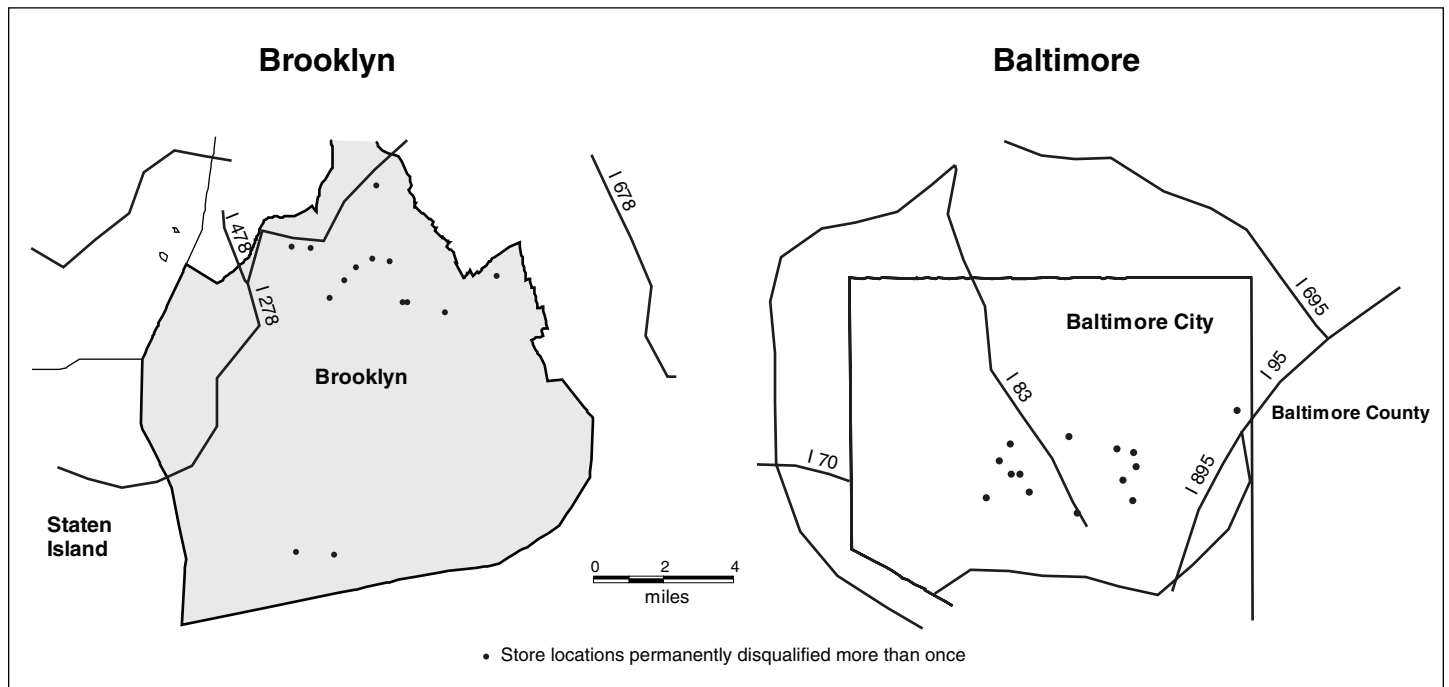 Brooklyn
Baltimore
I 678
I 478
I 278
Brooklyn
Staten
Island
0 2 4
miles
I 695
Baltimore City
I 95
I 83
Baltimore County
I 70
I 895
• Store locations permanently disqualified more than once